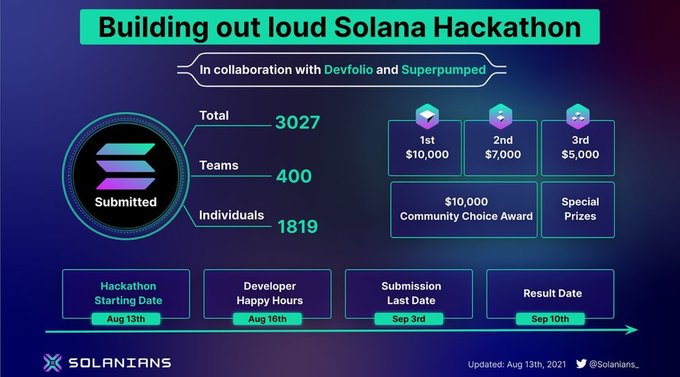 Building out loud Solana Hackathon
In collaboration with Devfolio and Superpumped
Submitted
Total 3027
Teams 400
Individuals 1819
1st
$10,000
2nd
$7,000
3rd
$5,000
$10,000
Community Choice Award
Special
Prizes
Hackathon
Starting Date
Aug 13th
Developer
Happy Hours
Aug 16th
Submission
Last Date
Sep 3rd
Result Date
Sep 10th
SOLANIANS
Updated: Aug 13th, 2021
@Solanians_